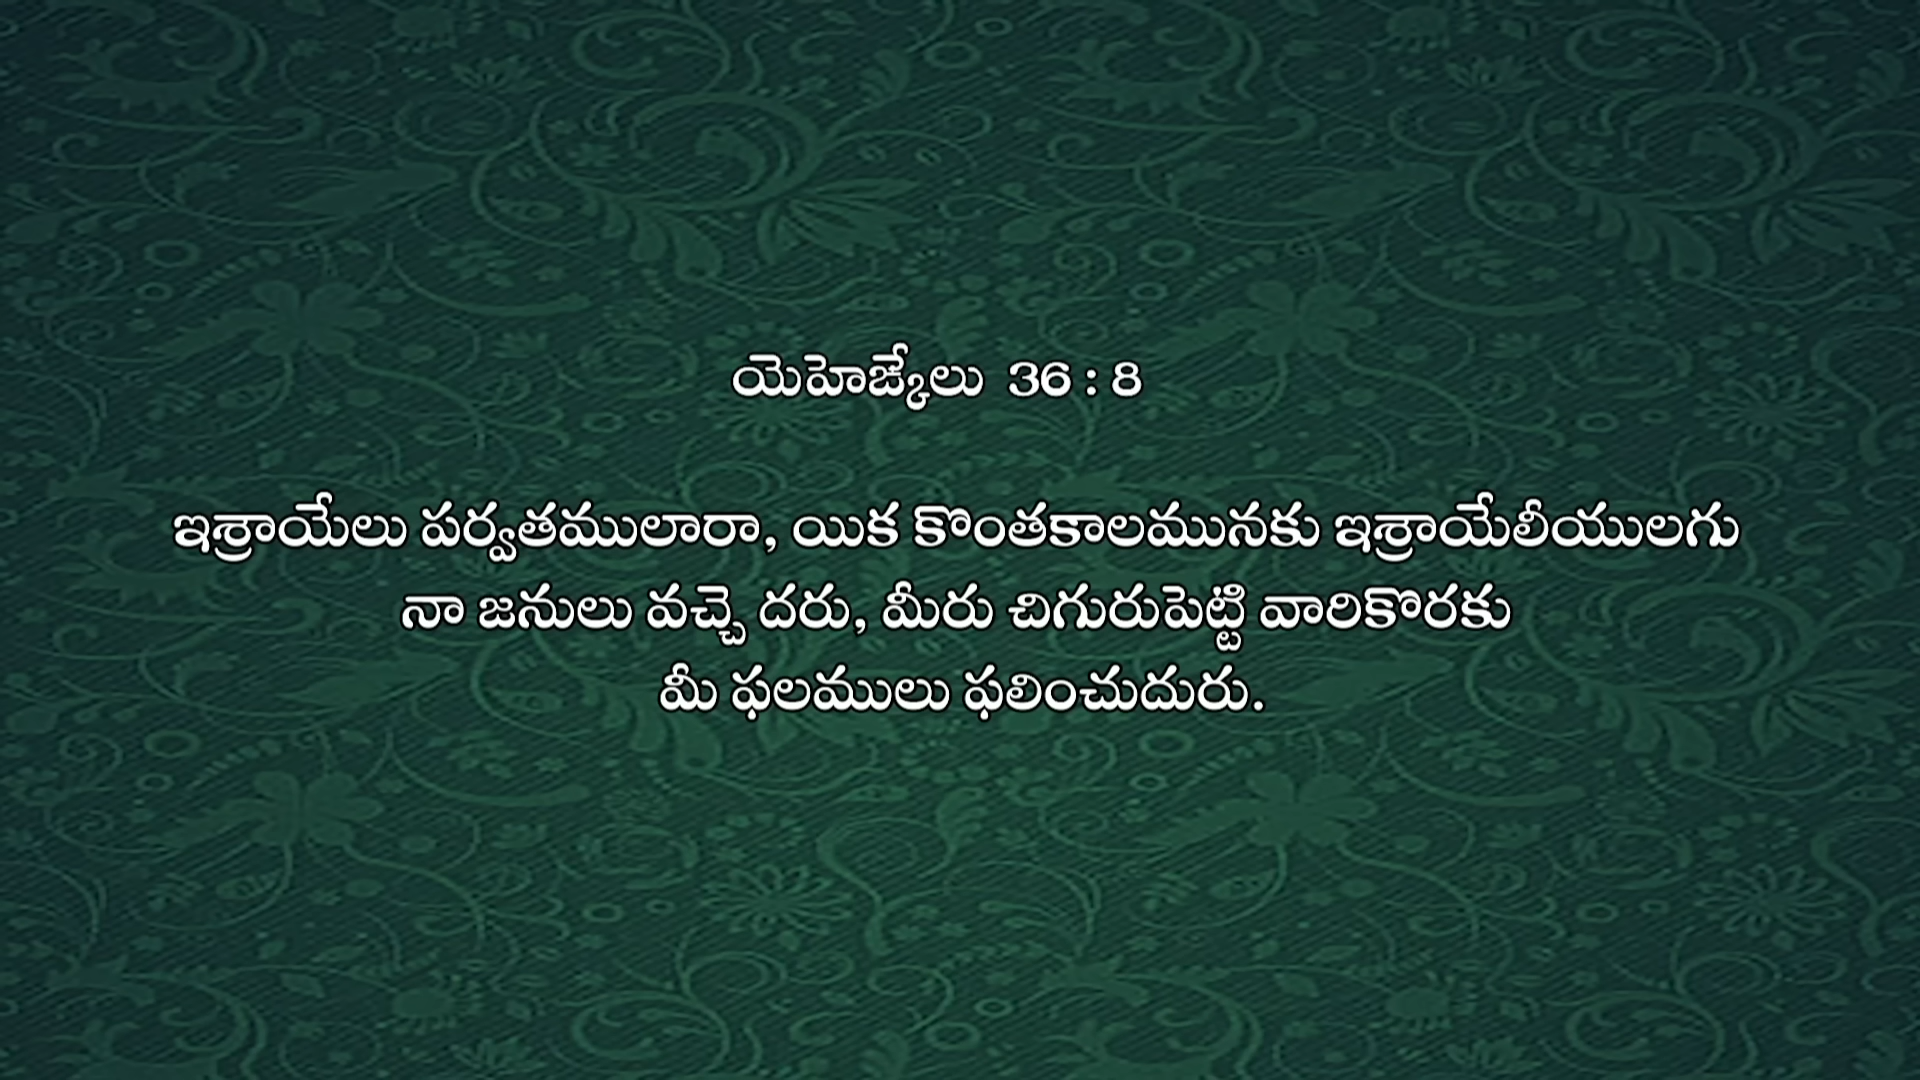 యెహెజ్కేలు 36 : 8
ఇశ్రాయేలు పర్వతములారా, యిక కొంతకాలమునకు ఇశ్రాయేలీయులగు
నా జనులు వచ్చె దరు, మీరు చిగురుపెట్టి వారికొరకు
మీ ఫలములు ఫలించుదురు.